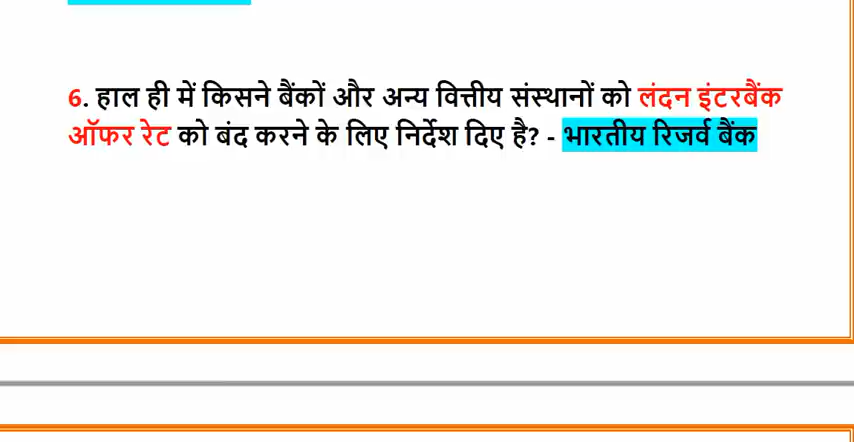 6. हाल ही में किसने बैंकों और अन्य वित्तीय संस्थानों को लंदन इंटरबैंक
ऑफर रेट को बंद करने के लिए निर्देश दिए है? - भारतीय रिजर्व बैंक